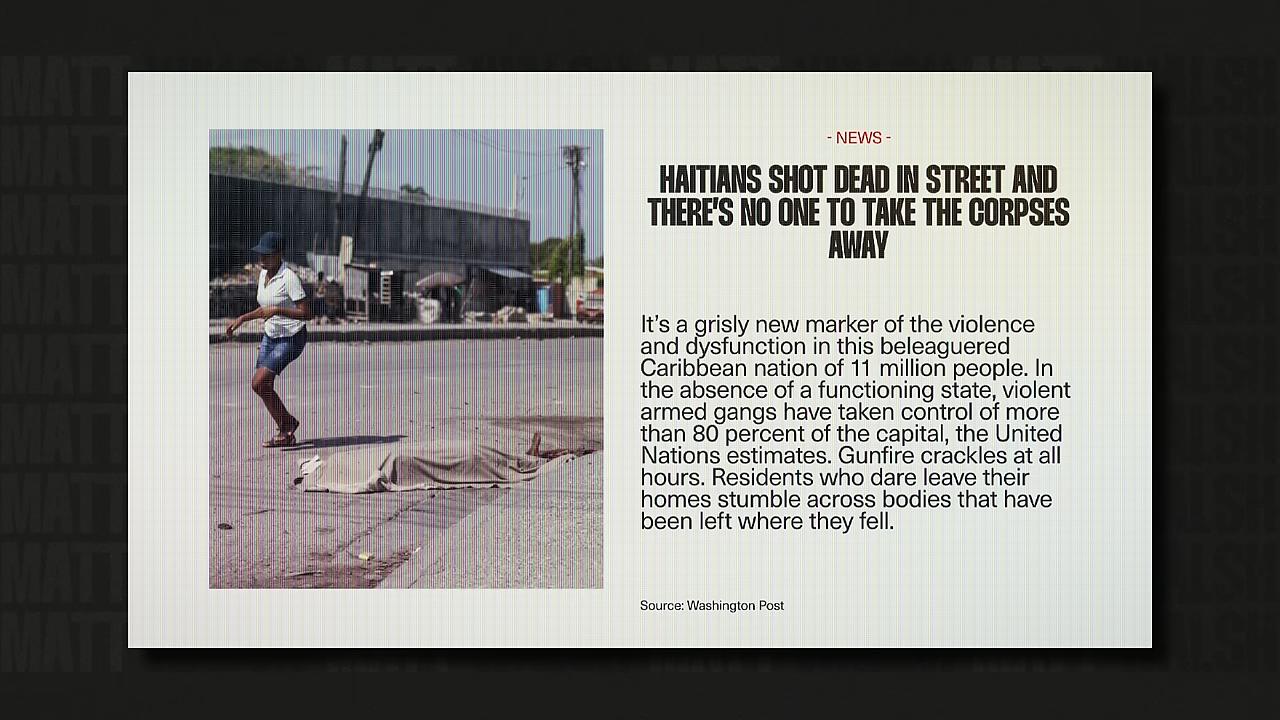 - NEWS -
HAITIANS SHOT DEAD IN STREET AND
THERE'S NO ONE TO TAKE THE CORPSES
AWAY
It's a grisly new marker of the violence
and dysfunction in this beleaguered
Caribbean nation of 11 million people. In
the absence of a functioning state, violent
armed gangs have taken control of more
than 80 percent of the capital, the United
Nations estimates. Gunfire crackles at all
hours. Residents who dare leave their
homes stumble across bodies that have
been left where they fell.
Source: Washington Post